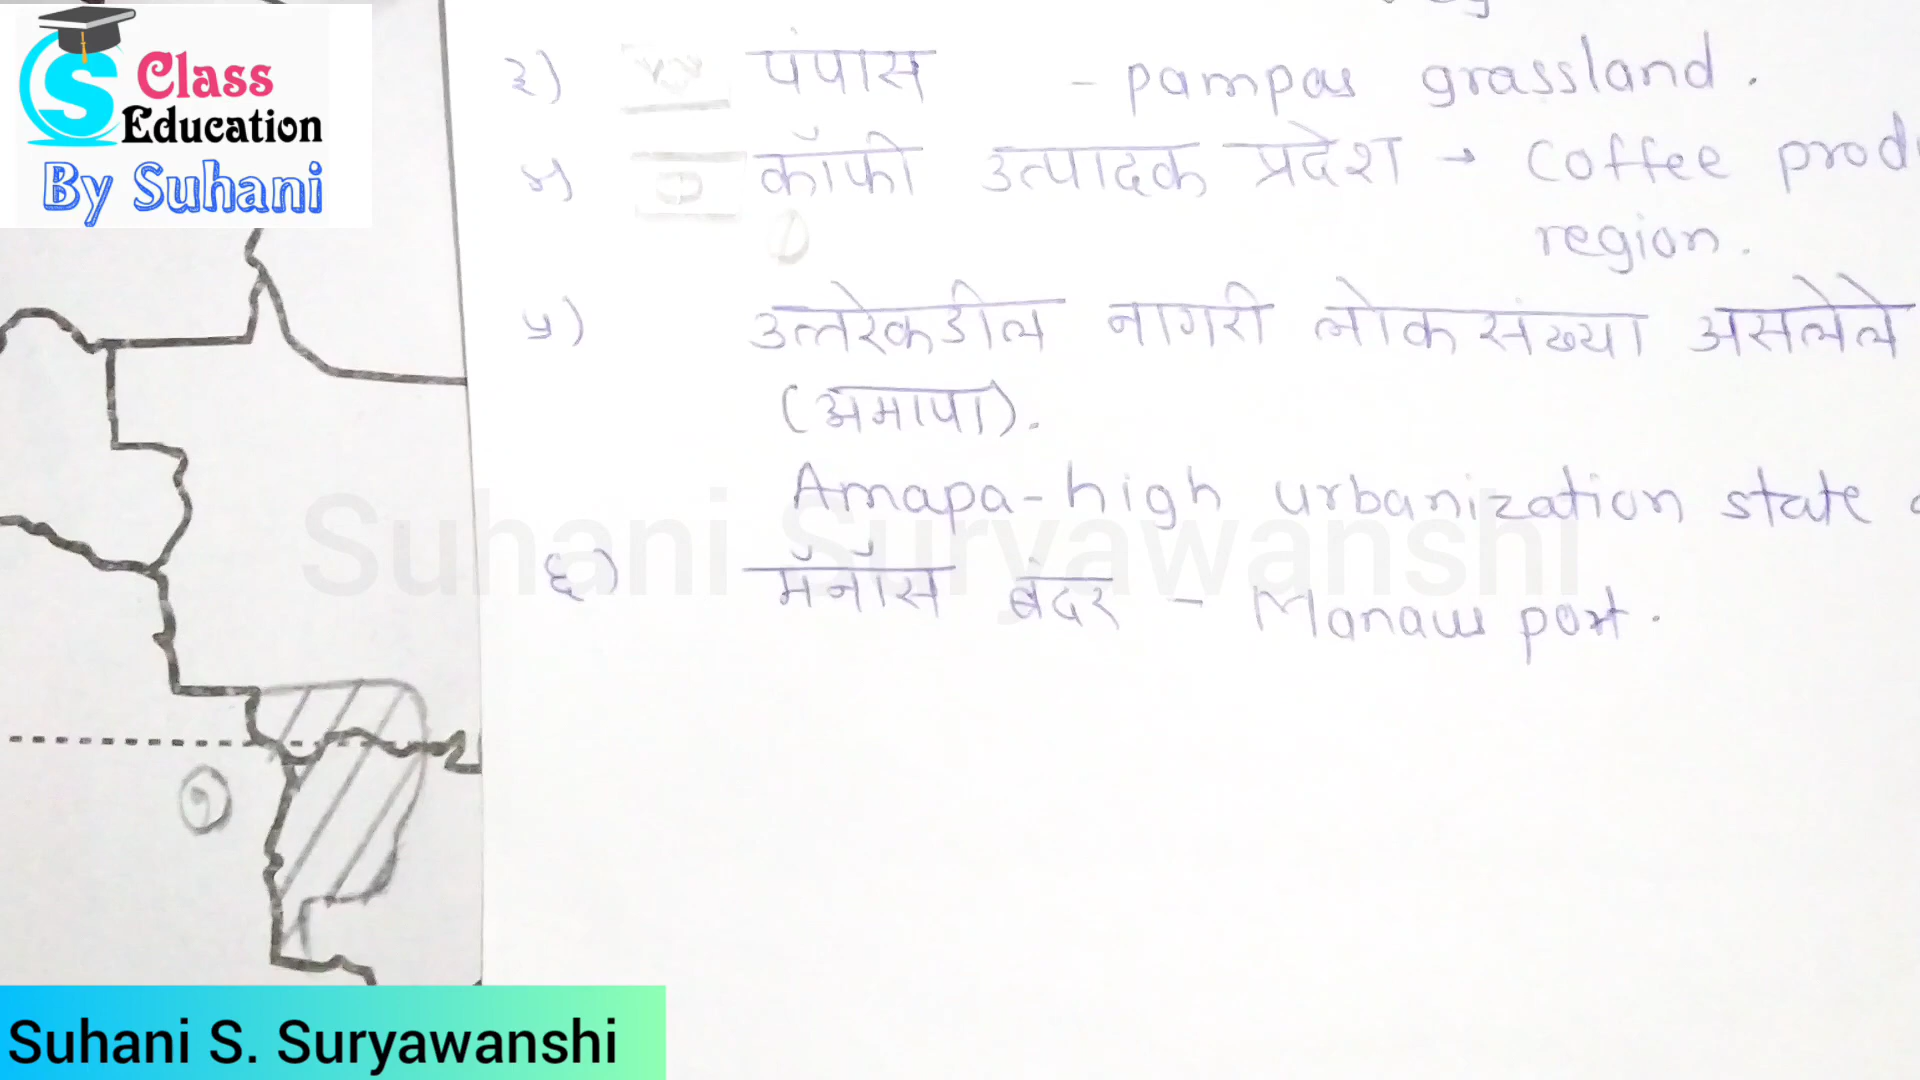 Class
Education
By Suhani
३) पंपास - pampas grassland.
४) कॉफी उत्पादक प्रदेश → Coffee prod
region.
५) उत्तरेकडील नागरी लोकसंख्या असलेले
(अमापा).
Amapa-high urbanization state
६) मॅनॉस बंदर - Manaus port.
१
Suhani Suryawanshi
Suhani S. Suryawanshi